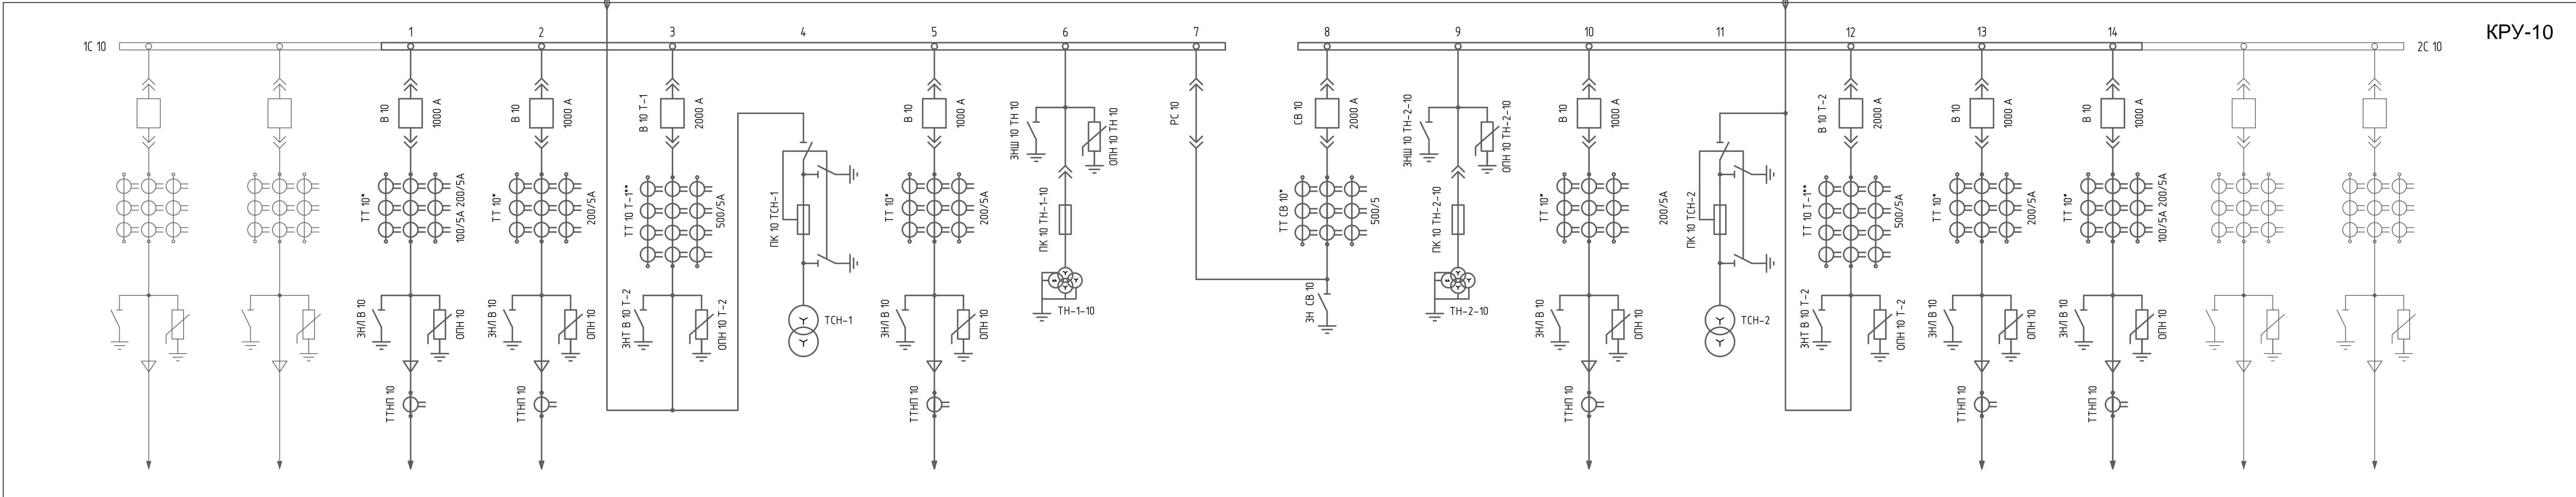 КРУ-10
1С 10
1
2
3
4
5
6
7
8
9
10
11
12
13
14
2С 10
В 10
1000 А
ТТ 10*
100/5А 200/5А
ЗНЛ В 10
ОПН 10
ТТНП 10
В 10
1000 А
ТТ 10*
200/5А
ЗНЛ В 10
ОПН 10
ТТНП 10
В 10 Т-1
2000 А
ТТ 10 Т-1**
500/5А
ЗНТ В 10 Т-2
ОПН 10 Т-2
ПК 10 ТСН-1
ТСН-1
В 10
1000 А
ТТ 10*
200/5А
ЗНЛ В 10
ОПН 10
ТТНП 10
ЗНШ 10 ТН 10
ОПН 10 ТН 10
ПК 10 ТН-1-10
ТН-1-10
РС 10
СВ 10
2000 А
ТТ СВ 10*
500/5
ЗН СВ 10
ЗНШ 10 ТН-2-10
ОПН 10 ТН-2-10
ПК 10 ТН-2-10
ТН-2-10
В 10
1000 А
ТТ 10*
200/5А
ЗНЛ В 10
ОПН 10
ТТНП 10
ПК 10 ТСН-2
ТСН-2
В 10 Т-2
2000 А
ТТ 10 Т-1**
500/5А
ЗНТ В 10 Т-2
ОПН 10 Т-2
В 10
1000 А
ТТ 10*
200/5А
ЗНЛ В 10
ОПН 10
ТТНП 10
В 10
1000 А
ТТ 10*
100/5А 200/5А
ЗНЛ В 10
ОПН 10
ТТНП 10